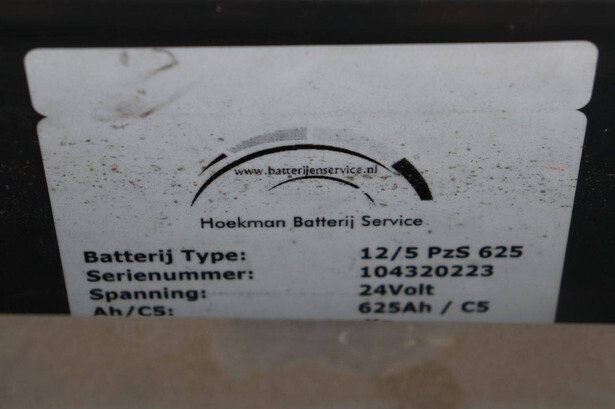 www.batterijenservice.nl
Hoekman Batterij Service
Batterij Type: 12/5 PzS 625
Serienummer: 104320223
Spanning: 24Volt
Ah/C5: 625Ah / C5